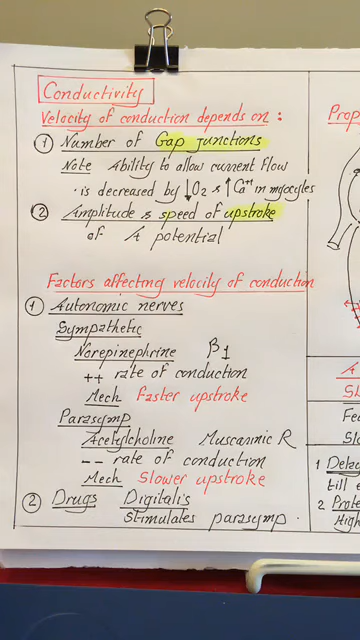 Conductivity
Velocity of conduction depends on :
① Number of Gap junctions
Note Ability to allow current flow
· is decreased by ↓O₂ & ↑Ca⁺⁺ in myocytes
② Amplitude & speed of upstroke
of A potential
Factors affecting velocity of conduction
① Autonomic nerves
Sympathetic
Norepinephrine β1
++ rate of conduction
Mech Faster upstroke
Parasymp
Acetylcholine Muscarinic R
-- rate of conduction
Mech Slower upstroke
② Drugs Digitalis
Stimulates parasymp .
Prop
A
Sl
Fe
Slo
1 Dela
till e
2 Prote
High